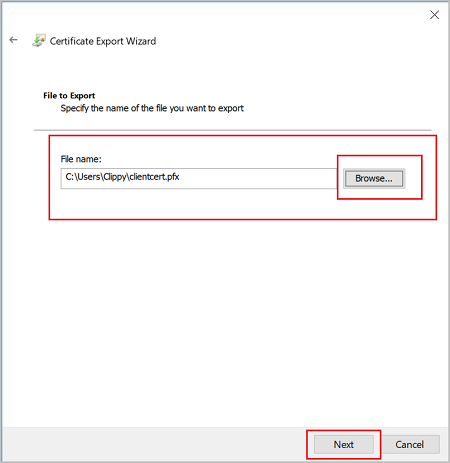 Certificate Export Wizard
File to Export
Specify the name of the file you want to export
File name:
C:\Users\Clippy\clientcert.pfx
Browse...
Next
Cancel